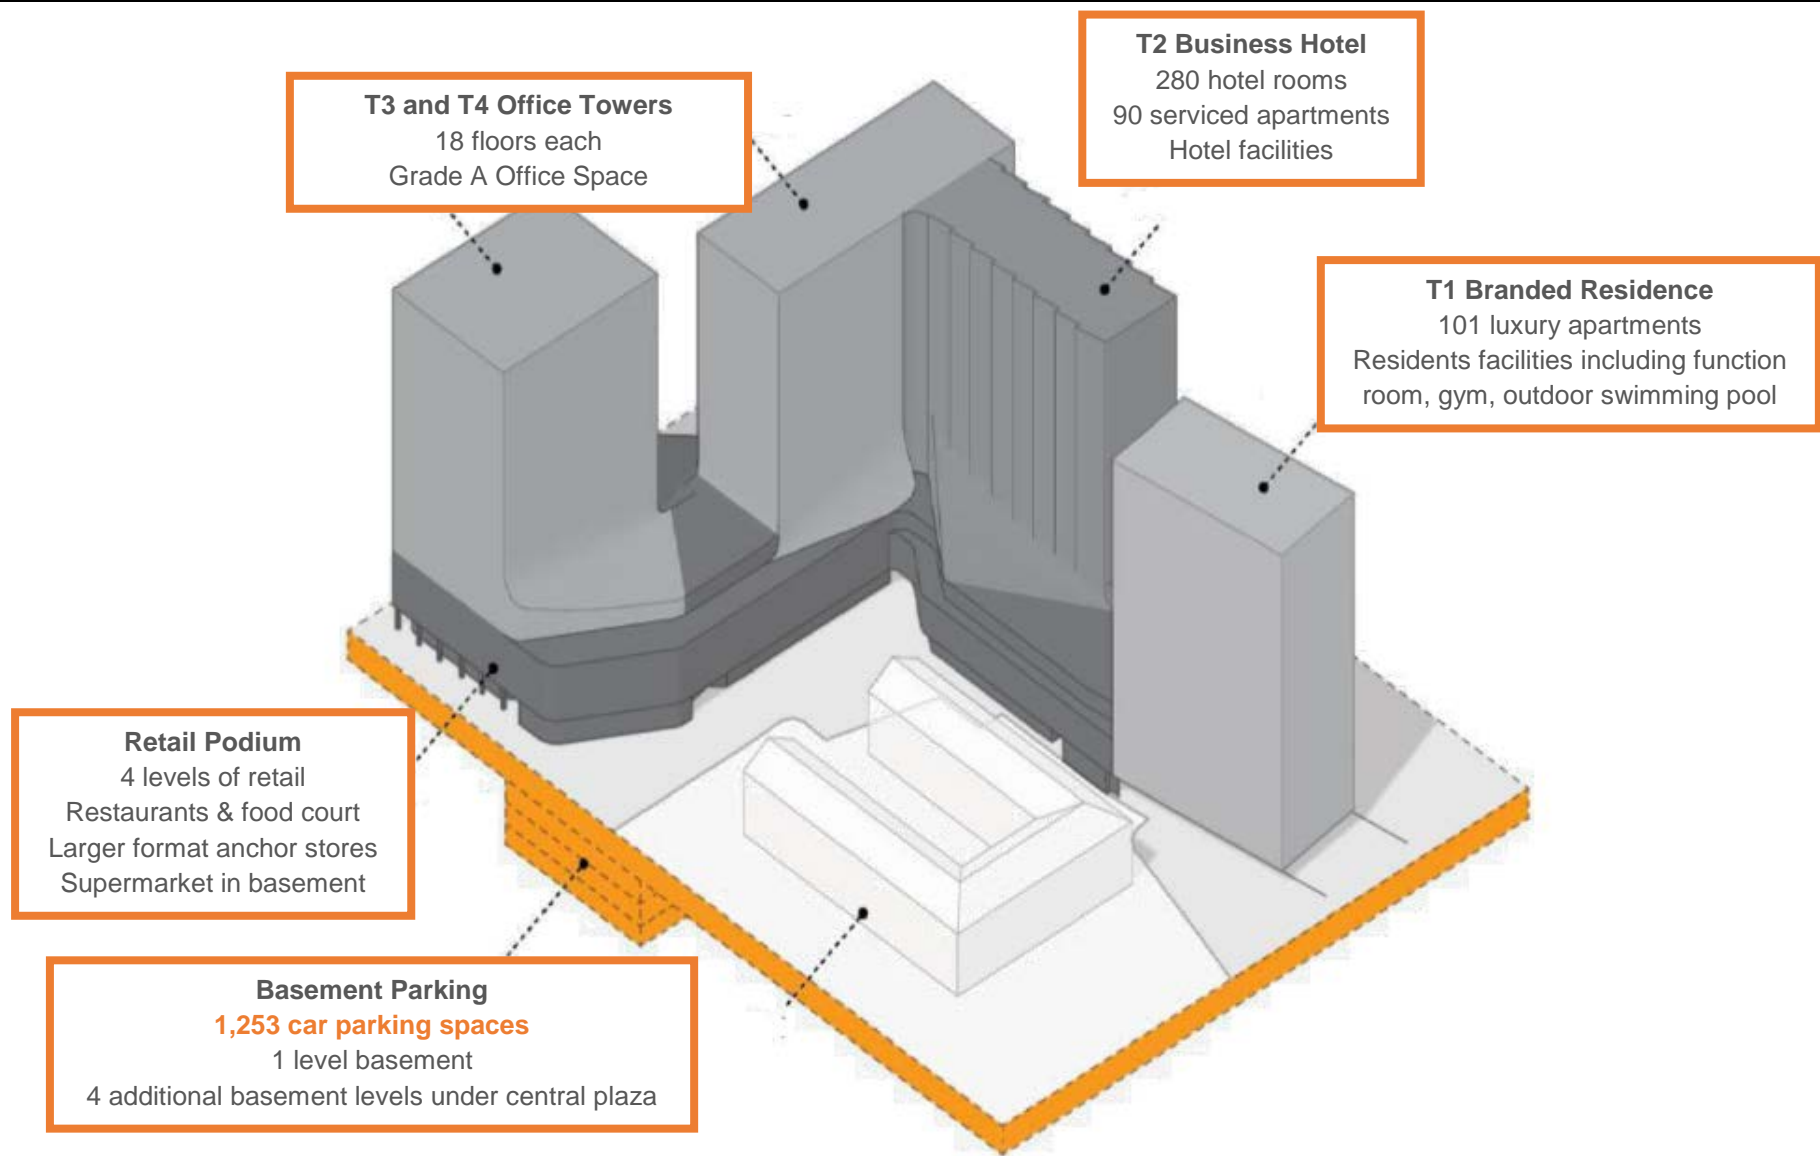 T2 Business Hotel
280 hotel rooms
90 serviced apartments
Hotel facilities
T3 and T4 Office Towers
18 floors each
Grade A Office Space
T1 Branded Residence
101 luxury apartments
Residents facilities including function
room, gym, outdoor swimming pool
Retail Podium
4 levels of retail
Restaurants & food court
Larger format anchor stores
Supermarket in basement
Basement Parking
1,253 car parking spaces
1 level basement
4 additional basement levels under central plaza